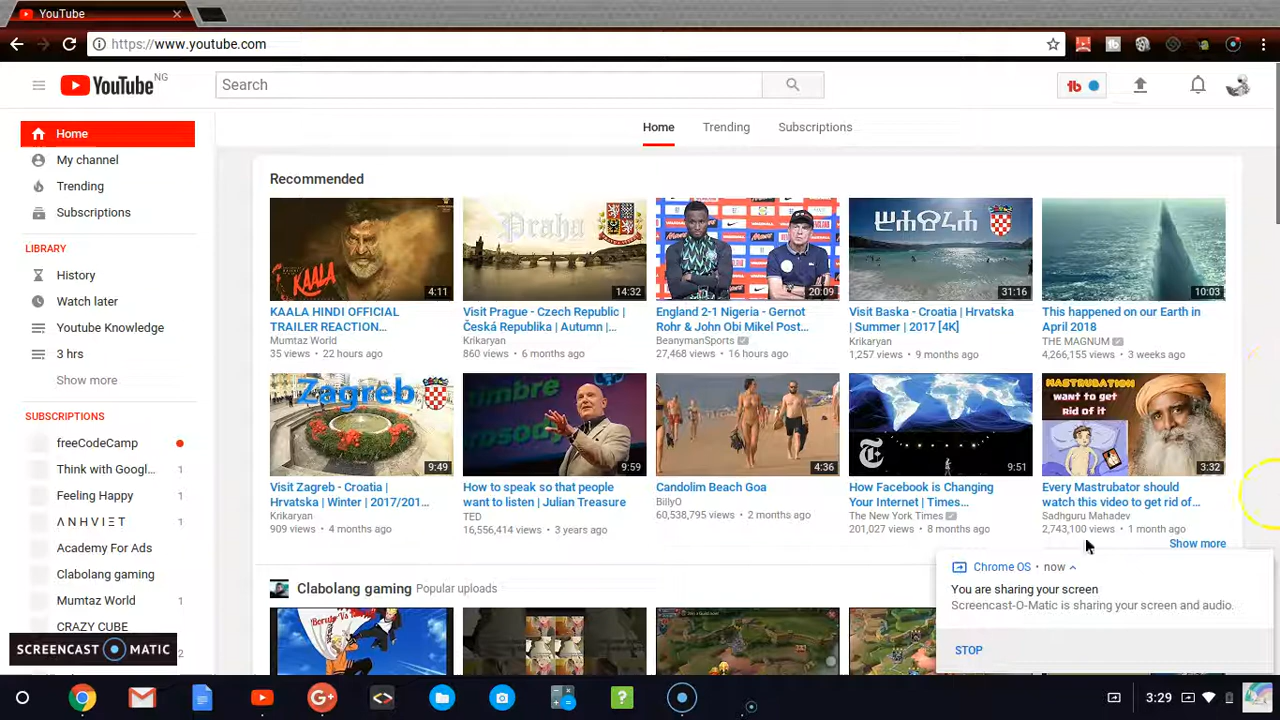 YouTube
https://www.youtube.com
YouTube NG
Search
Home
Trending
Subscriptions
Home
My channel
Trending
Subscriptions
LIBRARY
History
Watch later
Youtube Knowledge
3 hrs
Show more
SUBSCRIPTIONS
freeCodeCamp
Think with Googl... 1
Feeling Happy 1
Λ N H V I Ξ T 1
Academy For Ads
Clabolang gaming
Mumtaz World 1
CRAZY CUBE
2
SCREENCAST MATIC
Recommended
KAALA
4:11
KAALA HINDI OFFICIAL
TRAILER REACTION...
Mumtaz World
35 views • 22 hours ago
Praha
14:32
Visit Prague - Czech Republic |
Česká Republika | Autumn |...
Krikaryan
860 views • 6 months ago
20:09
England 2-1 Nigeria - Gernot
Rohr & John Obi Mikel Post...
BeanymanSports
27,468 views • 16 hours ago
31:16
Visit Baska - Croatia | Hrvatska
| Summer | 2017 [4K]
Krikaryan
1,257 views • 9 months ago
10:03
This happened on our Earth in
April 2018
THE MAGNUM
4,266,155 views • 3 weeks ago
Zagreb
9:49
Visit Zagreb - Croatia |
Hrvatska | Winter | 2017/201...
Krikaryan
909 views • 4 months ago
9:59
How to speak so that people
want to listen | Julian Treasure
TED
16,556,414 views • 3 years ago
4:36
Candolim Beach Goa
BillyO
60,538,795 views • 2 months ago
9:51
How Facebook is Changing
Your Internet | Times...
The New York Times
201,027 views • 8 months ago
MASTRUBATION
want to get
rid of it
3:32
Every Mastrubator should
watch this video to get rid of...
Sadhguru Mahadev
2,743,100 views • 1 month ago
Show more
Clabolang gaming Popular uploads
Chrome OS • now
You are sharing your screen
Screencast-O-Matic is sharing your screen and audio.
STOP
3:29